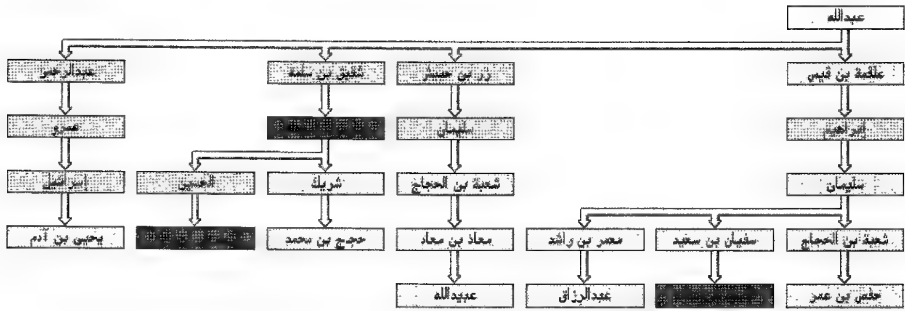 عبدالله
علقمة بن قيس
زر بن حبيش
شقيق بن سلمة
عبدالرحمن
إبراهيم
سليمان
عمرو
سليمان
شعبة بن الحجاج
شريك
الحسين
إسرائيل
شعبة بن الحجاج
سفيان بن سعيد
معمر بن راشد
معاذ بن معاذ
حجاج بن محمد
يحيى بن آدم
حفص بن عمر
عبدالرزاق
عبيدالله